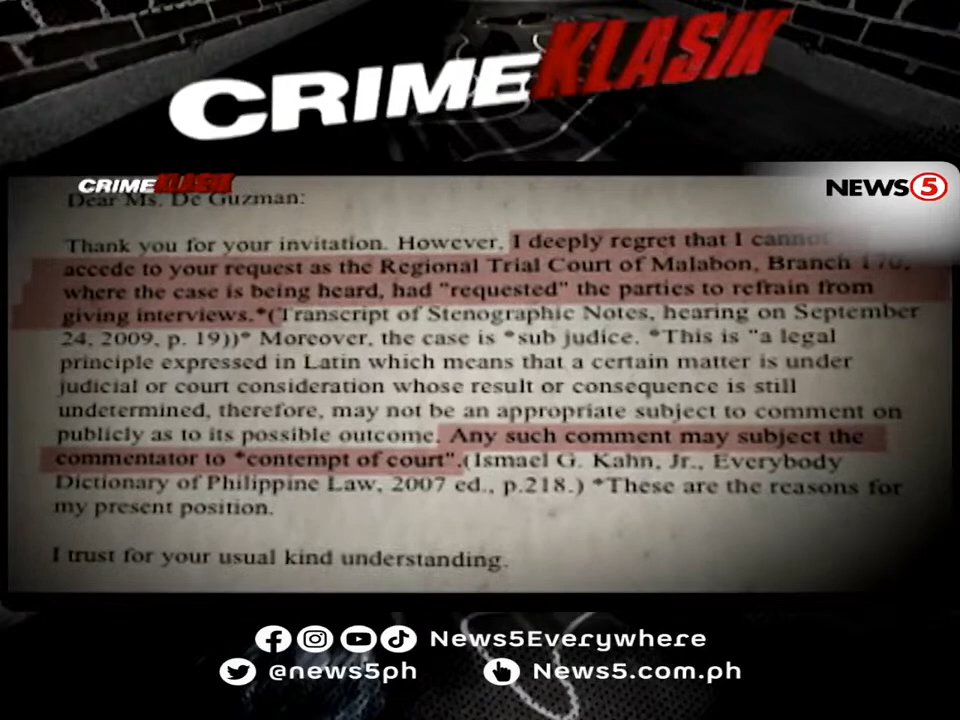 CRIMEKLASIK
CRIMEKLASIK
NEWS5
Dear Ms. De Guzman:
Thank you for your invitation. However, I deeply regret that I cannot
accede to your request as the Regional Trial Court of Malabon, Branch 170,
where the case is being heard, had "requested" the parties to refrain from
giving interviews.*(Transcript of Stenographic Notes, hearing on September
24, 2009, p. 19))* Moreover, the case is *sub judice. *This is "a legal
principle expressed in Latin which means that a certain matter is under
judicial or court consideration whose result or consequence is still
undetermined, therefore, may not be an appropriate subject to comment on
publicly as to its possible outcome. Any such comment may subject the
commentator to *contempt of court".(Ismael G. Kahn, Jr., Everybody
Dictionary of Philippine Law, 2007 ed., p.218.) *These are the reasons for
my present position.
I trust for your usual kind understanding.
News5Everywhere
@news5ph News5.com.ph